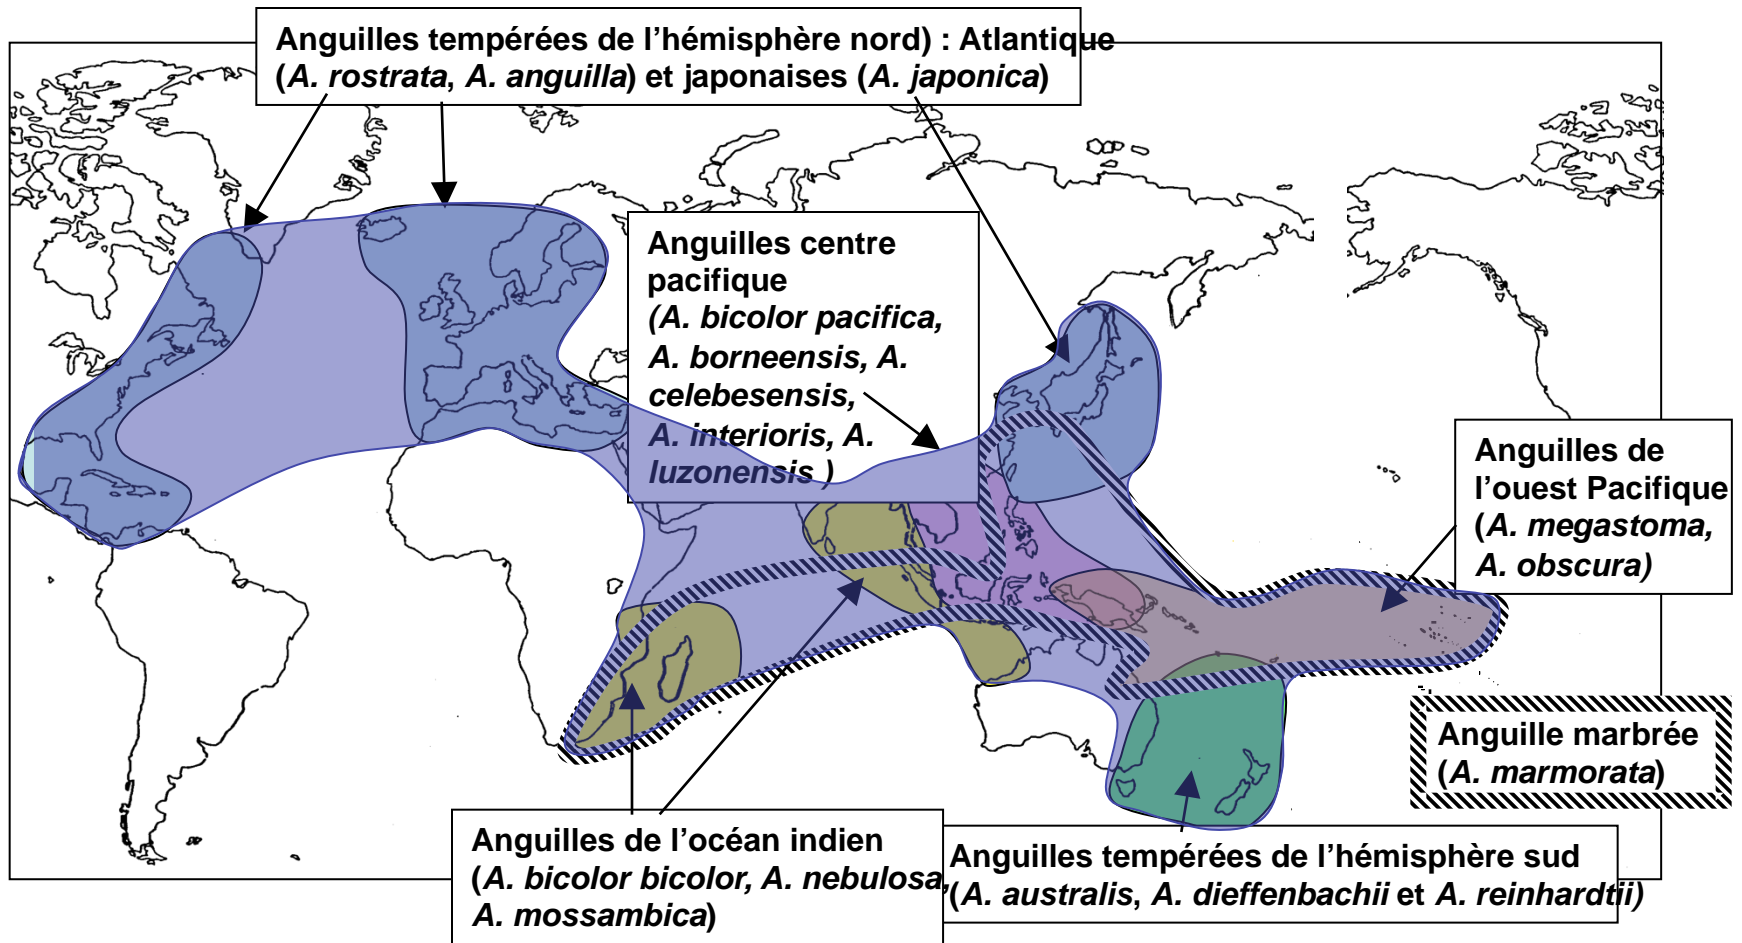 Anguilles tempérées de l’hémisphère nord) : Atlantique
(A. rostrata, A. anguilla) et japonaises (A. japonica)
Anguilles centre
pacifique
(A. bicolor pacifica,
A. borneensis, A.
celebesensis,
A. interioris, A.
luzonensis )
Anguilles de
l’ouest Pacifique
(A. megastoma,
A. obscura)
Anguille marbrée
(A. marmorata)
Anguilles de l’océan indien
(A. bicolor bicolor, A. nebulosa,
A. mossambica)
Anguilles tempérées de l’hémisphère sud
(A. australis, A. dieffenbachii et A. reinhardtii)